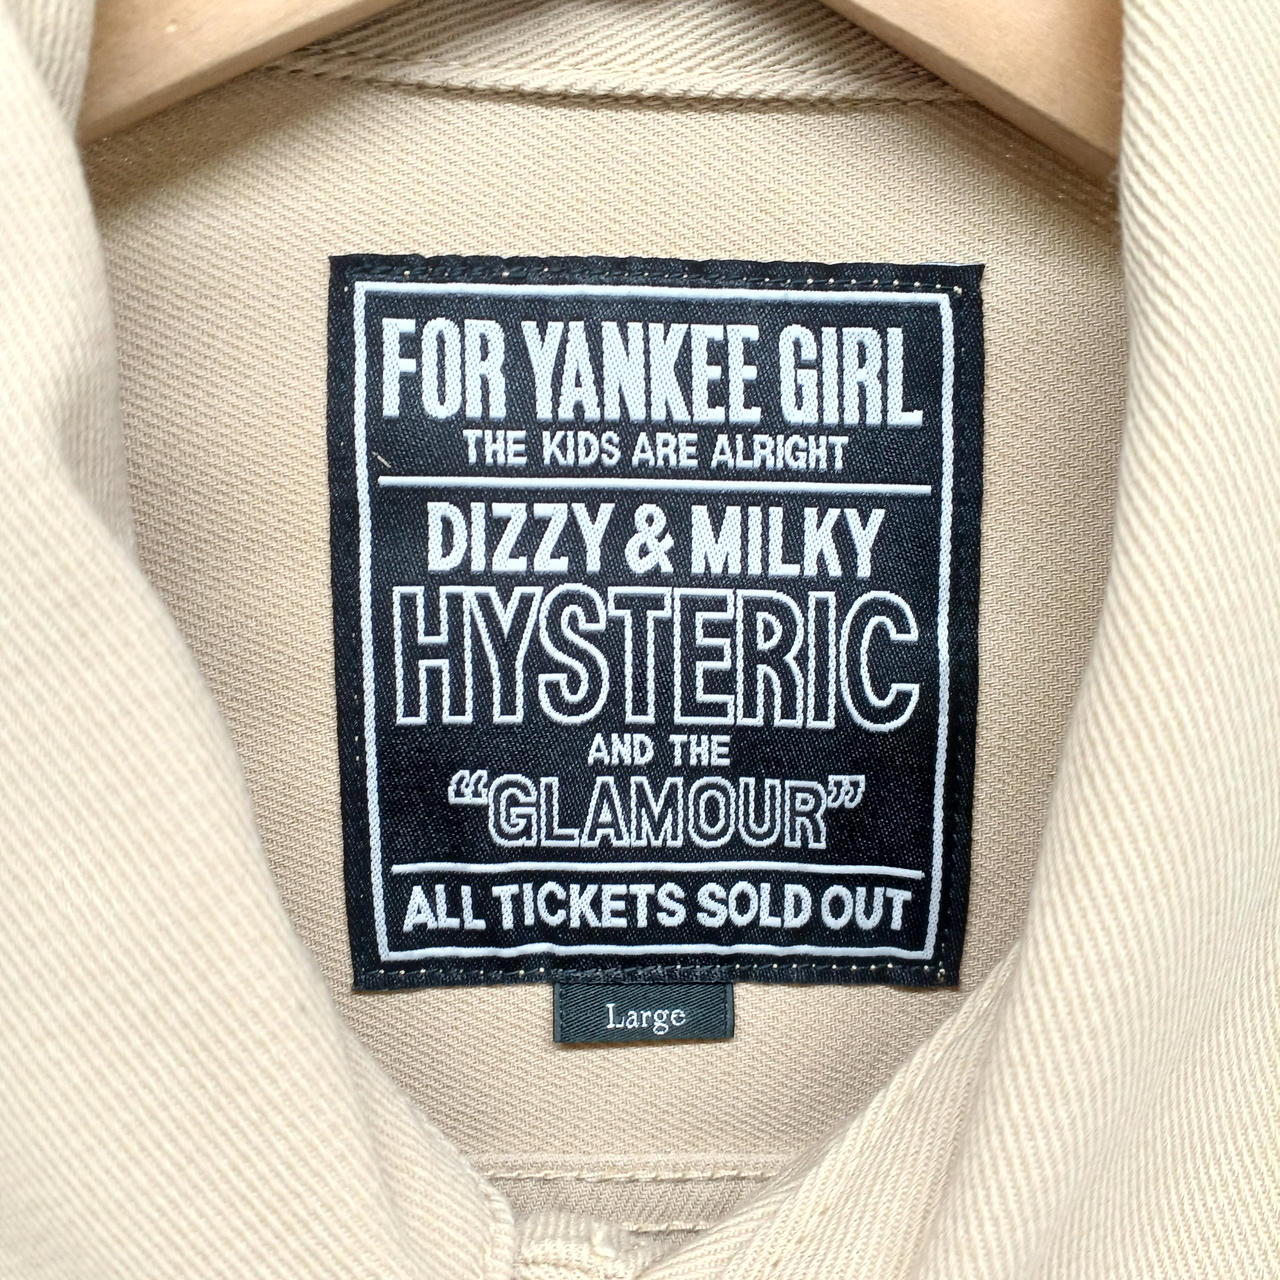 FOR YANKEE GIRL
THE KIDS ARE ALRIGHT
DIZZY & MILKY
HYSTERIC
AND THE
“GLAMOUR”
ALL TICKETS SOLD OUT
Large